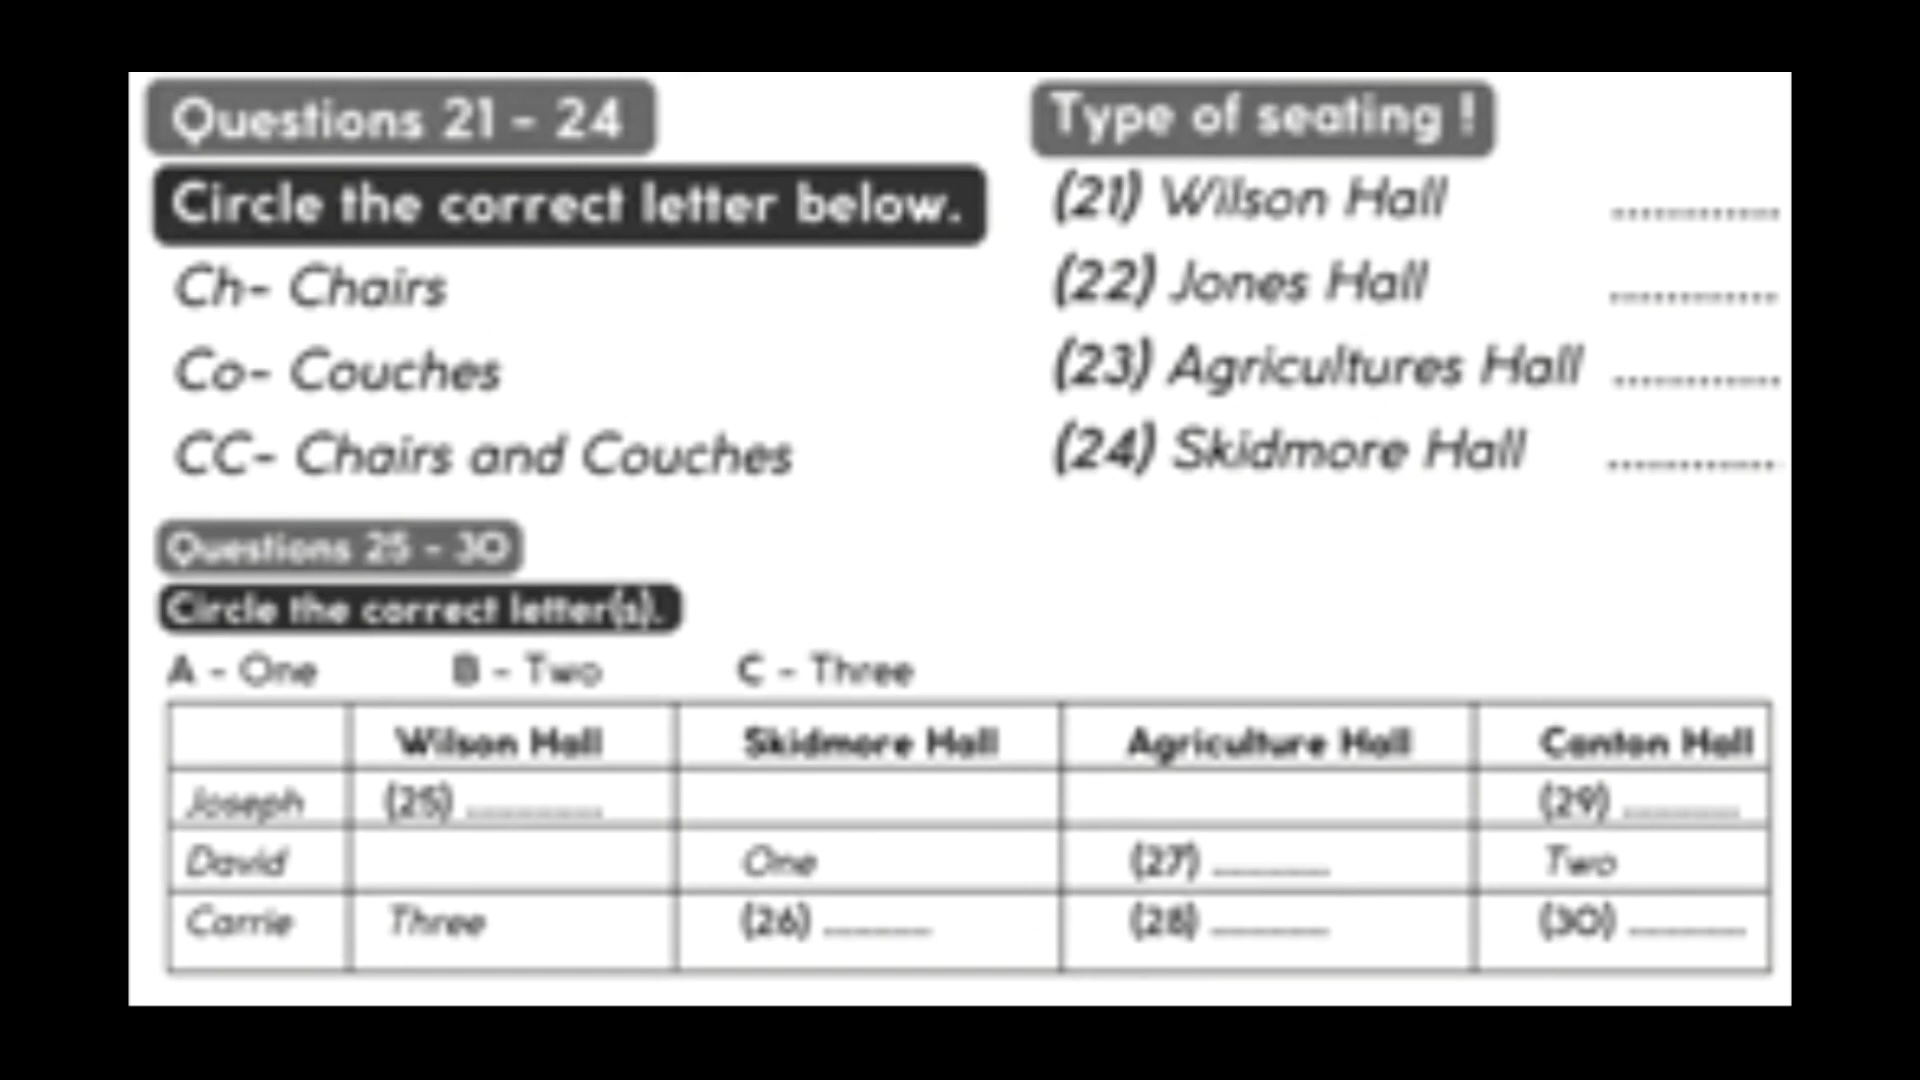 Questions 21 - 24
Circle the correct letter below.
Ch- Chairs
Co- Couches
CC- Chairs and Couches
Type of seating !
(21) Wilson Hall ............
(22) Jones Hall ............
(23) Agricultures Hall ............
(24) Skidmore Hall ............
Questions 25 - 30
Circle the correct letter(s).
A - One B - Two C - Three
Wilson Hall Skidmore Hall Agriculture Hall Canton Hall
Joseph (25) ............ (29) ............
David One (27) ............ Two
Carrie Three (26) ............ (28) ............ (30) ............